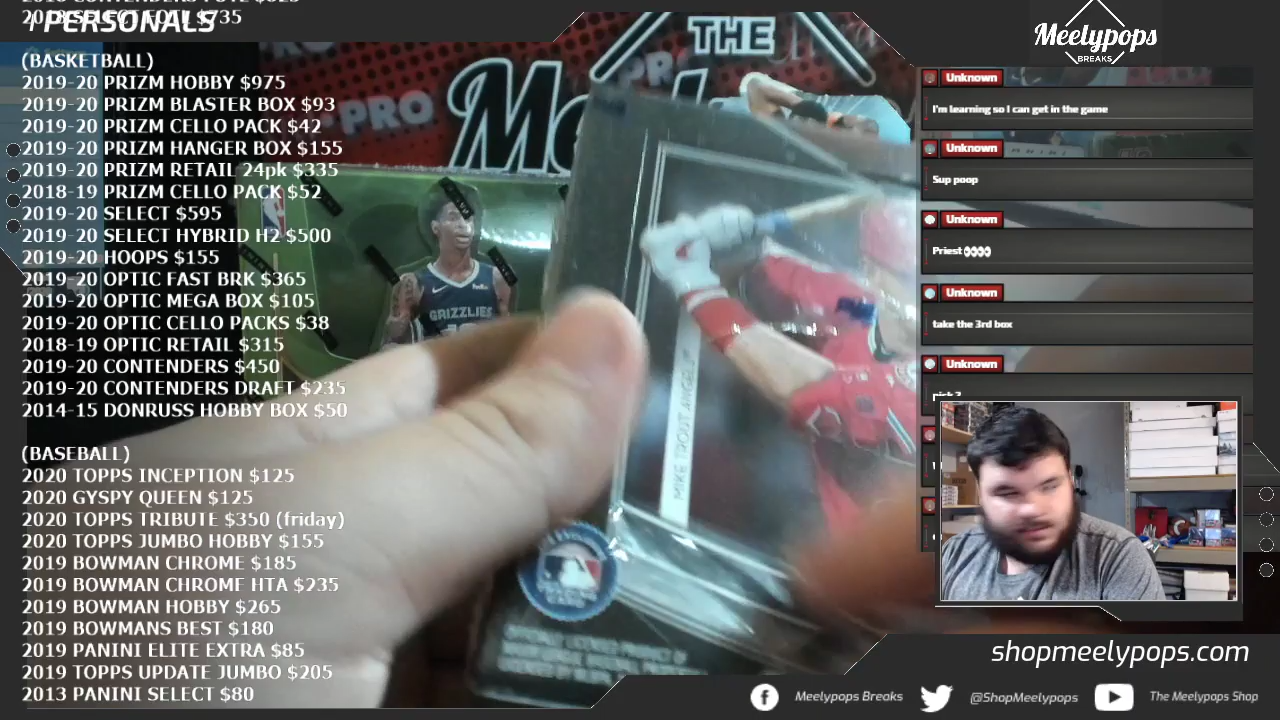 / PERSONALS
(BASKETBALL)
2019-20 PRIZM HOBBY $975
2019-20 PRIZM BLASTER BOX $93
2019-20 PRIZM CELLO PACK $42
2019-20 PRIZM HANGER BOX $155
2019-20 PRIZM RETAIL 24pk $335
2018-19 PRIZM CELLO PACK $52
2019-20 SELECT $595
2019-20 SELECT HYBRID H2 $500
2019-20 HOOPS $155
2019-20 OPTIC FAST BRK $365
2019-20 OPTIC MEGA BOX $105
2019-20 OPTIC CELLO PACKS $38
2018-19 OPTIC RETAIL $315
2019-20 CONTENDERS $450
2019-20 CONTENDERS DRAFT $235
2014-15 DONRUSS HOBBY BOX $50
(BASEBALL)
2020 TOPPS INCEPTION $125
2020 GYSPY QUEEN $125
2020 TOPPS TRIBUTE $350 (friday)
2020 TOPPS JUMBO HOBBY $155
2019 BOWMAN CHROME $185
2019 BOWMAN CHROME HTA $235
2019 BOWMAN HOBBY $265
2019 BOWMANS BEST $180
2019 PANINI ELITE EXTRA $85
2019 TOPPS UPDATE JUMBO $205
2013 PANINI SELECT $80
THE
PRO
GRIZZLIES
MIKE TROUT ANGELS
Meelypops
BREAKS
Unknown
I'm learning so I can get in the game
Unknown
Sup poop
Unknown
Priest
Unknown
take the 3rd box
Unknown
shopmeelypops.com
Meelypops Breaks
@ShopMeelypops
The Meelypops Shop